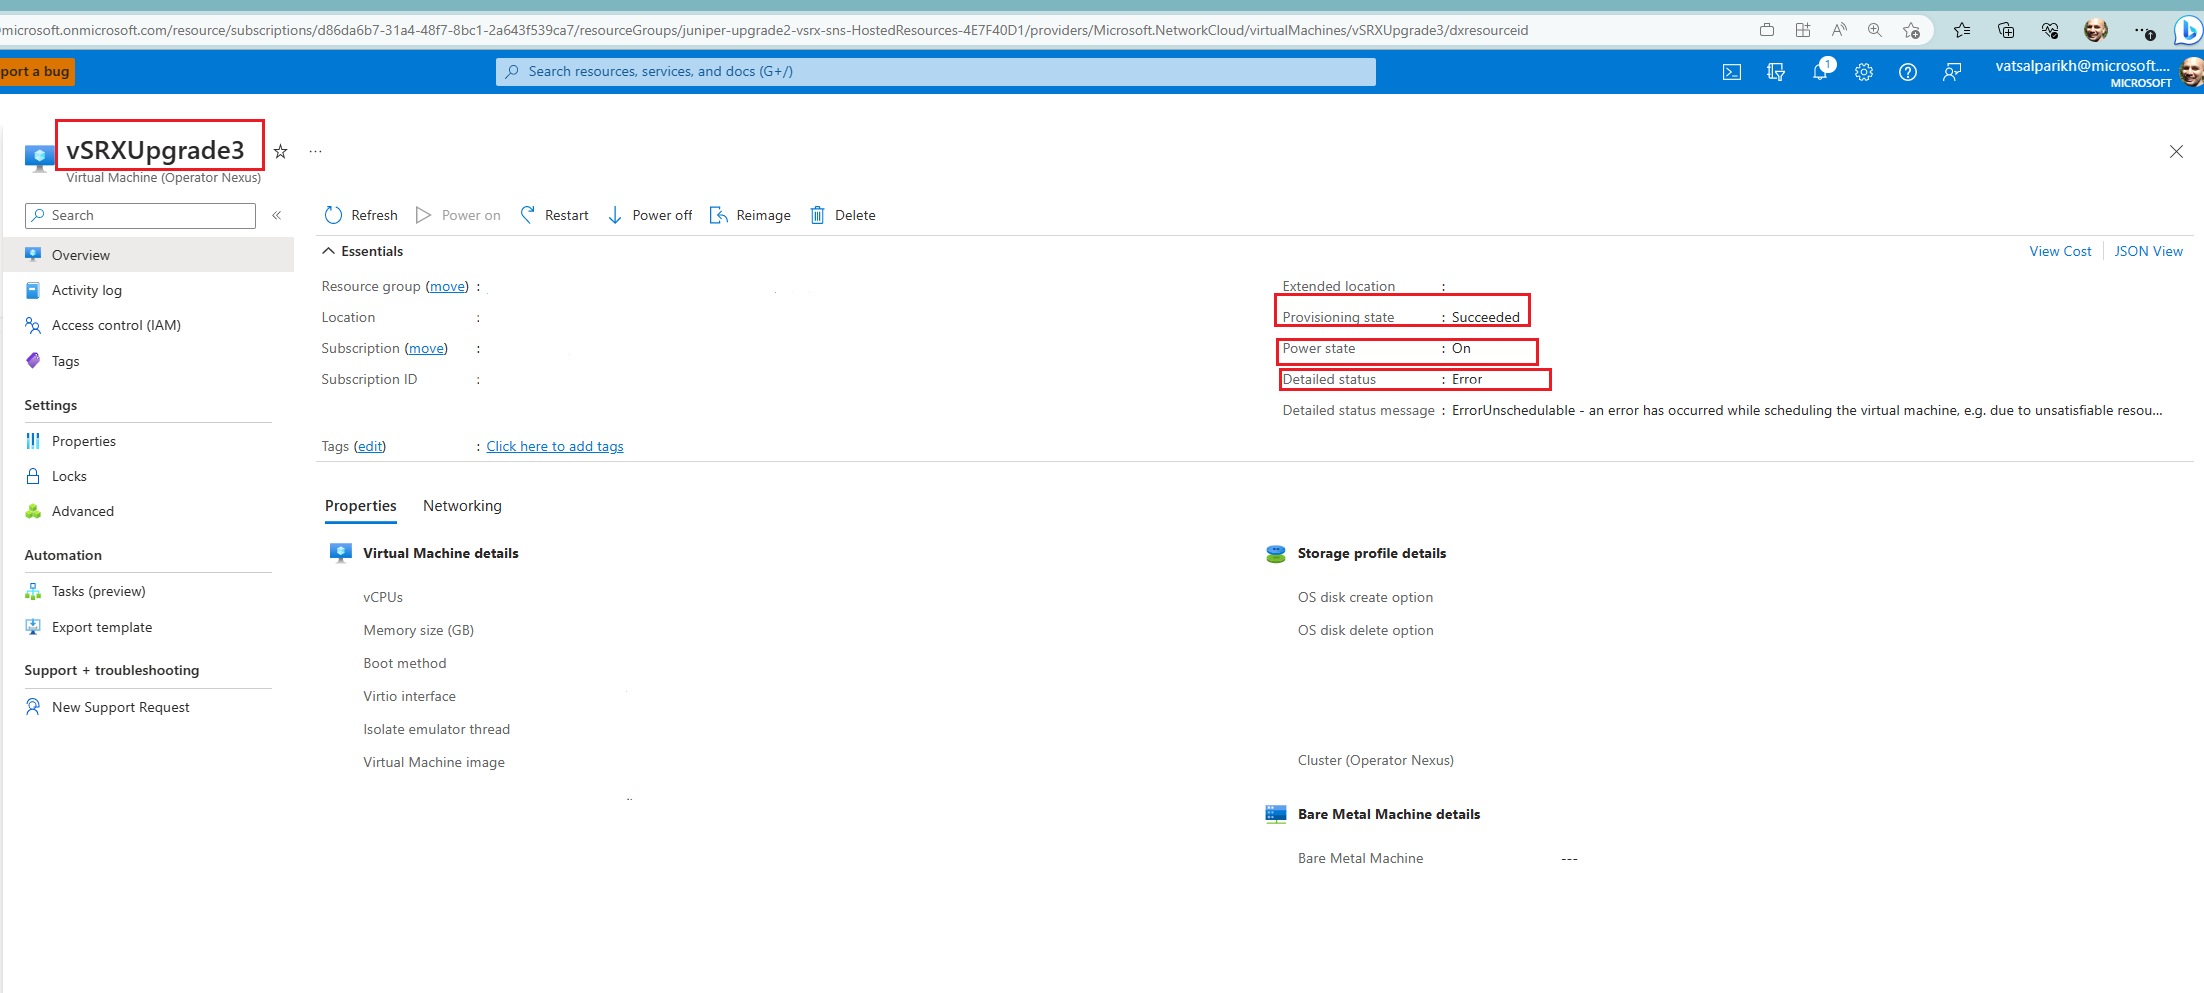 microsoft.onmicrosoft.com/resource/subscriptions/d86da6b7-31a4-48f7-8bc1-2a643f539ca7/resourceGroups/juniper-upgrade2-vsrx-sns-HostedResources-4E7F40D1/providers/Microsoft.NetworkCloud/virtualMachines/vSRXUpgrade3/dxresourceid
port a bug
Search resources, services, and docs (G+/)
1
vatsalparikh@microsoft....
MICROSOFT
vSRXUpgrade3
Virtual Machine (Operator Nexus)
Search
Refresh Power on Restart Power off Reimage Delete
Overview
Activity log
Access control (IAM)
Tags
Settings
Properties
Locks
Advanced
Automation
Tasks (preview)
Export template
Support + troubleshooting
New Support Request
Essentials
View Cost JSON View
Resource group (move) :
Location :
Subscription (move) :
Subscription ID :
Extended location :
Provisioning state : Succeeded
Power state : On
Detailed status : Error
Detailed status message : ErrorUnschedulable - an error has occurred while scheduling the virtual machine, e.g. due to unsatisfiable resou...
Tags (edit) : Click here to add tags
Properties Networking
Virtual Machine details
vCPUs
Memory size (GB)
Boot method
Virtio interface
Isolate emulator thread
Virtual Machine image
Storage profile details
OS disk create option
OS disk delete option
Cluster (Operator Nexus)
Bare Metal Machine details
Bare Metal Machine ---